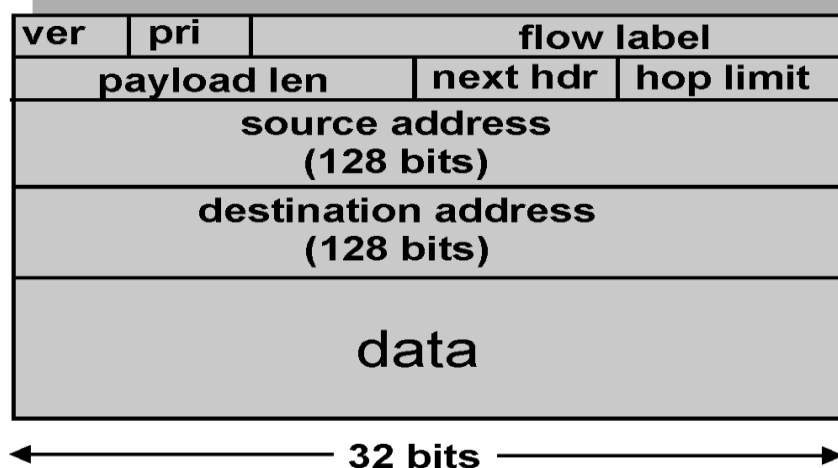 ver pri flow label
payload len next hdr hop limit
source address
(128 bits)
destination address
(128 bits)
data
32 bits